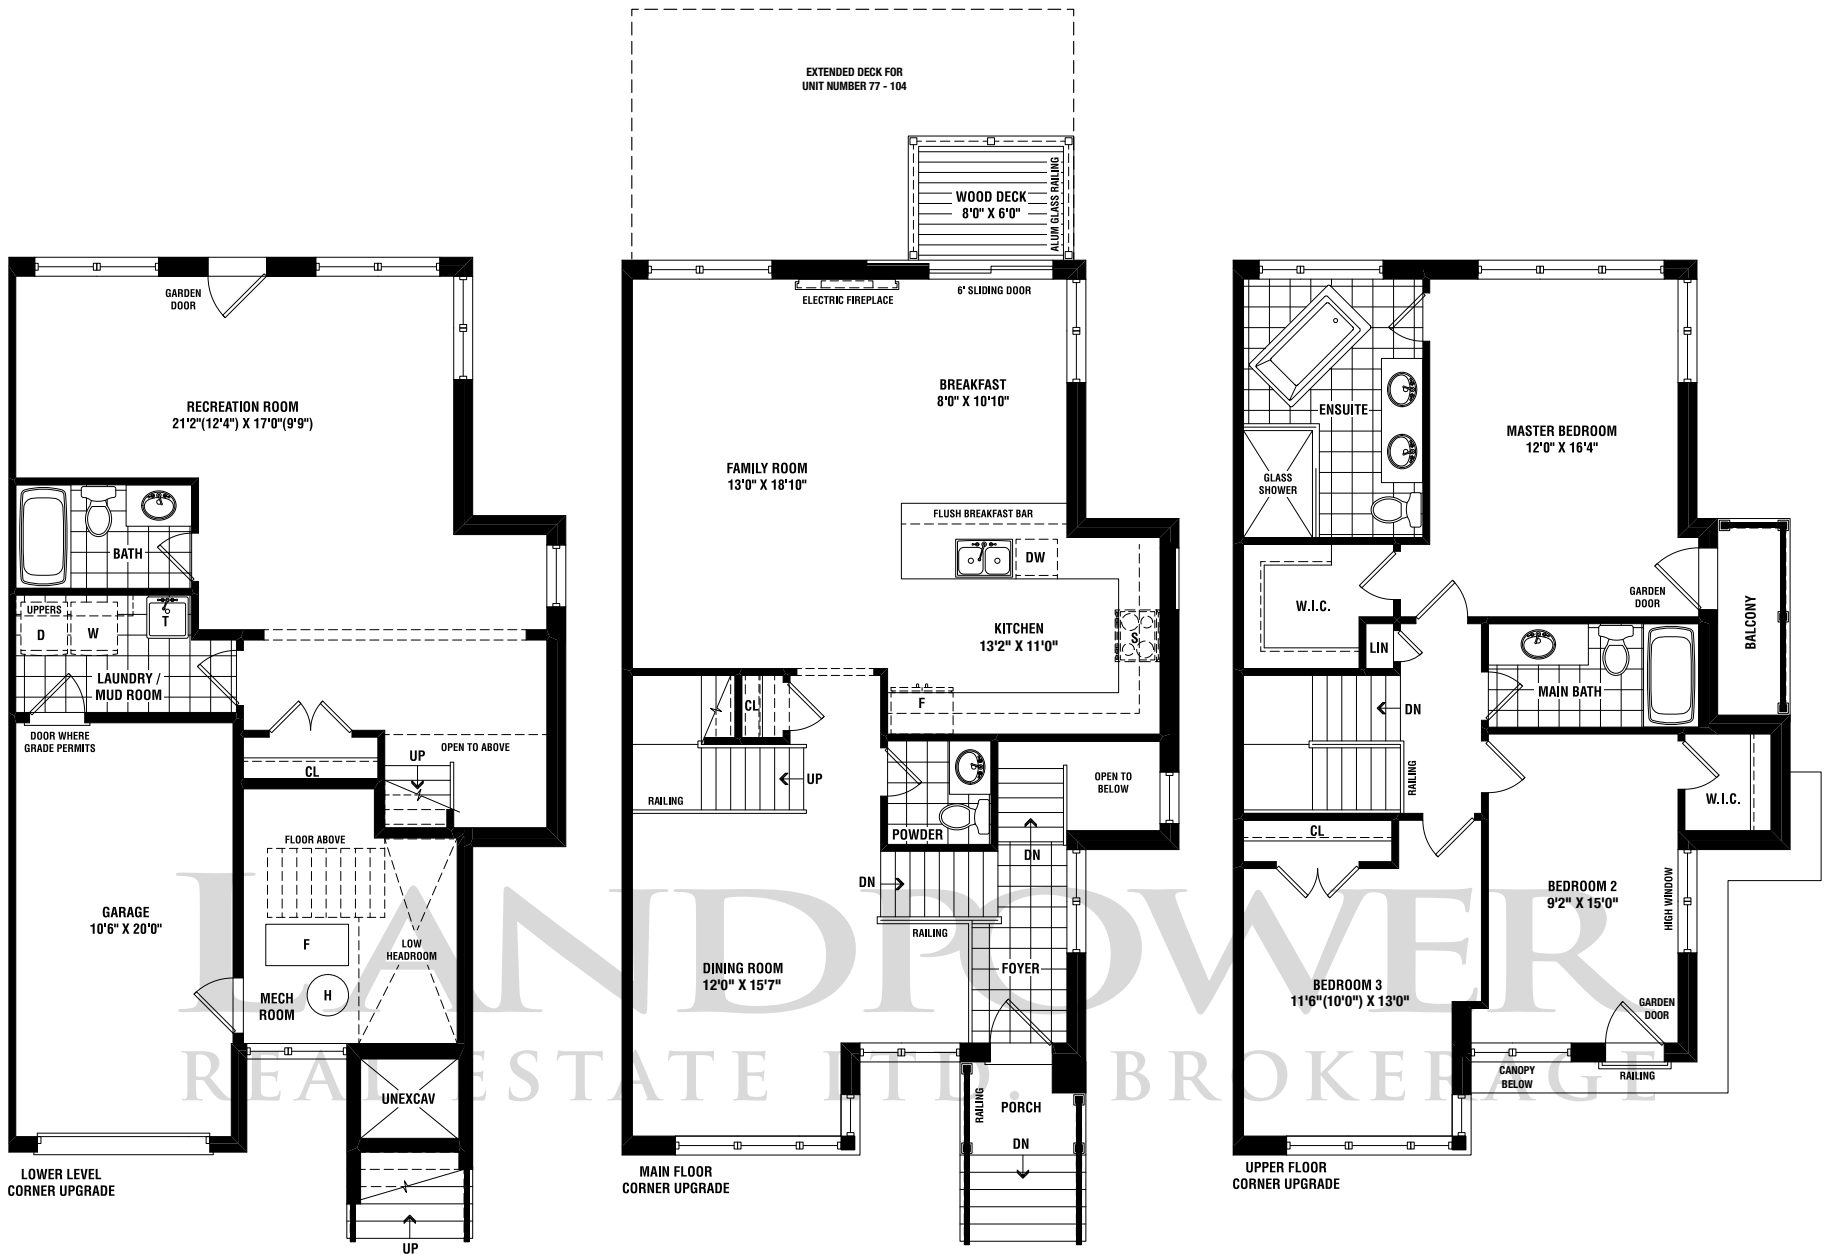 GARDEN
DOOR
RECREATION ROOM
21'2"(12'4") X 17'0"(9'9")
BATH
UPPERS
D
W
T
LAUNDRY /
MUD ROOM
DOOR WHERE
GRADE PERMITS
CL
UP
OPEN TO ABOVE
FLOOR ABOVE
GARAGE
10'6" X 20'0"
F
LOW
HEADROOM
H
MECH
ROOM
UNEXCAV
UP
LOWER LEVEL
CORNER UPGRADE
EXTENDED DECK FOR
UNIT NUMBER 77 - 104
WOOD DECK
8'0" X 6'0"
ALUM GLASS RAILING
ELECTRIC FIREPLACE
6' SLIDING DOOR
BREAKFAST
8'0" X 10'10"
FAMILY ROOM
13'0" X 18'10"
FLUSH BREAKFAST BAR
DW
KITCHEN
13'2" X 11'0"
S
F
CL
UP
RAILING
POWDER
OPEN TO
BELOW
DN
DN
RAILING
FOYER
DINING ROOM
12'0" X 15'7"
RAILING
PORCH
DN
MAIN FLOOR
CORNER UPGRADE
ENSUITE
GLASS
SHOWER
MASTER BEDROOM
12'0" X 16'4"
W.I.C.
GARDEN
DOOR
BALCONY
LIN
MAIN BATH
DN
RAILING
W.I.C.
CL
BEDROOM 2
9'2" X 15'0"
HIGH WINDOW
BEDROOM 3
11'6"(10'0") X 13'0"
GARDEN
DOOR
CANOPY
BELOW
RAILING
UPPER FLOOR
CORNER UPGRADE
LANDPOWER
REAL ESTATE LTD. BROKERAGE